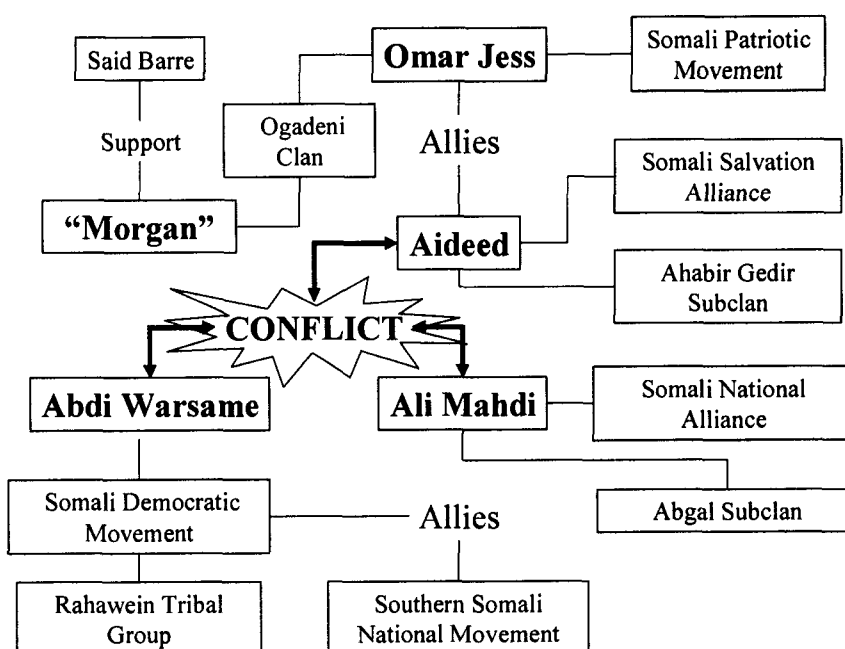 Said Barre
Omar Jess
Somali Patriotic
Movement
Support
Ogadeni
Clan
Allies
Somali Salvation
Alliance
“Morgan”
Aideed
Ahabir Gedir
Subclan
CONFLICT
Abdi Warsame
Ali Mahdi
Somali National
Alliance
Somali Democratic
Movement
Allies
Abgal Subclan
Rahawein Tribal
Group
Southern Somali
National Movement